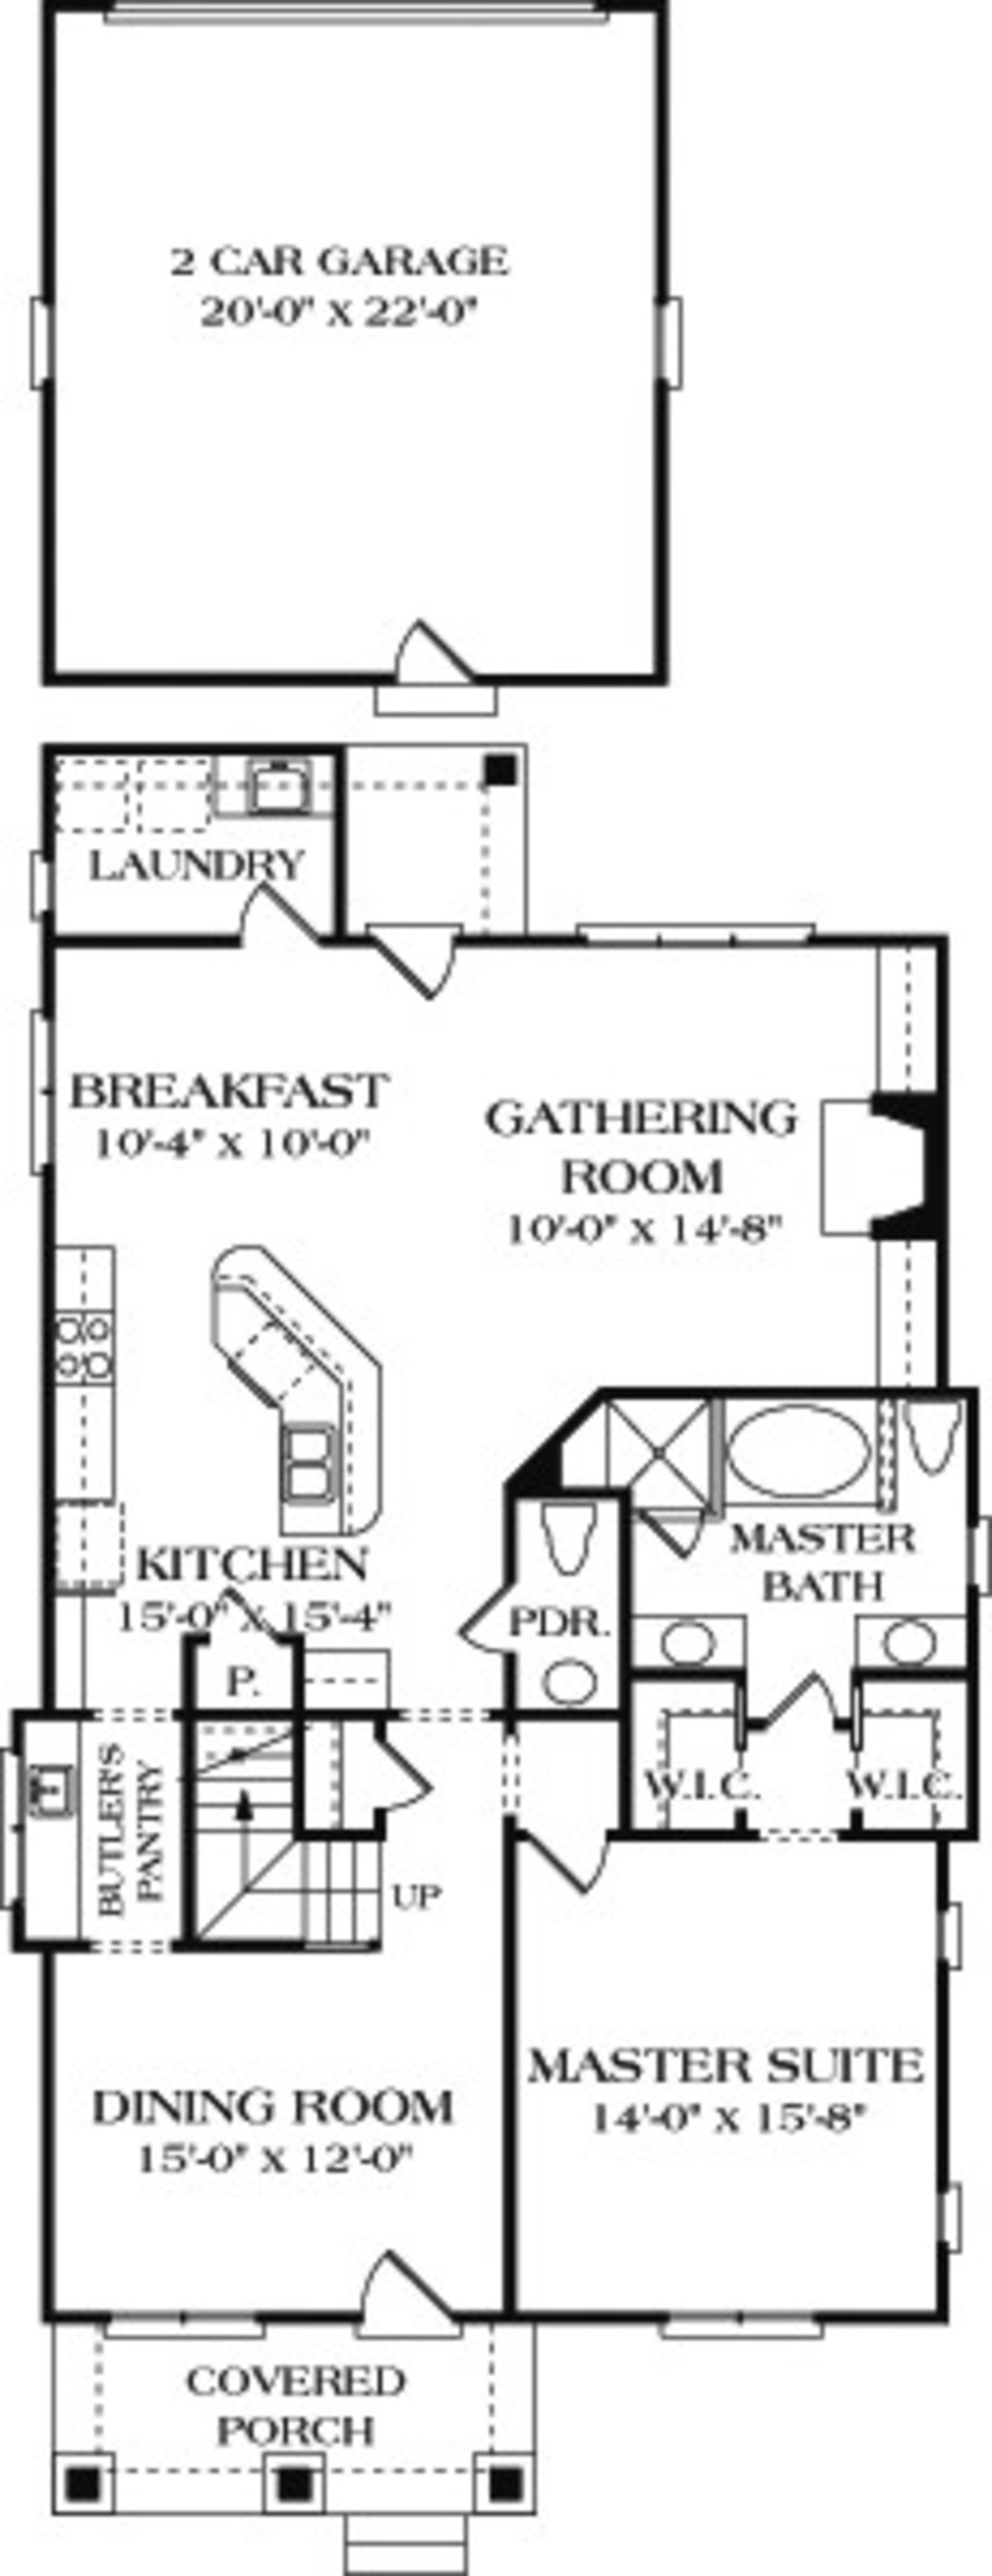 2 CAR GARAGE
20'-0" X 22'-0"
LAUNDRY
BREAKFAST
10'-4" X 10'-0"
GATHERING
ROOM
10'-0" X 14'-8"
KITCHEN
15'-0" X 15'-4"
MASTER
BATH
PDR.
P.
W.I.C.
W.I.C.
BUTLER'S
PANTRY
UP
MASTER SUITE
14'-0" X 15'-8"
DINING ROOM
15'-0" X 12'-0"
COVERED
PORCH